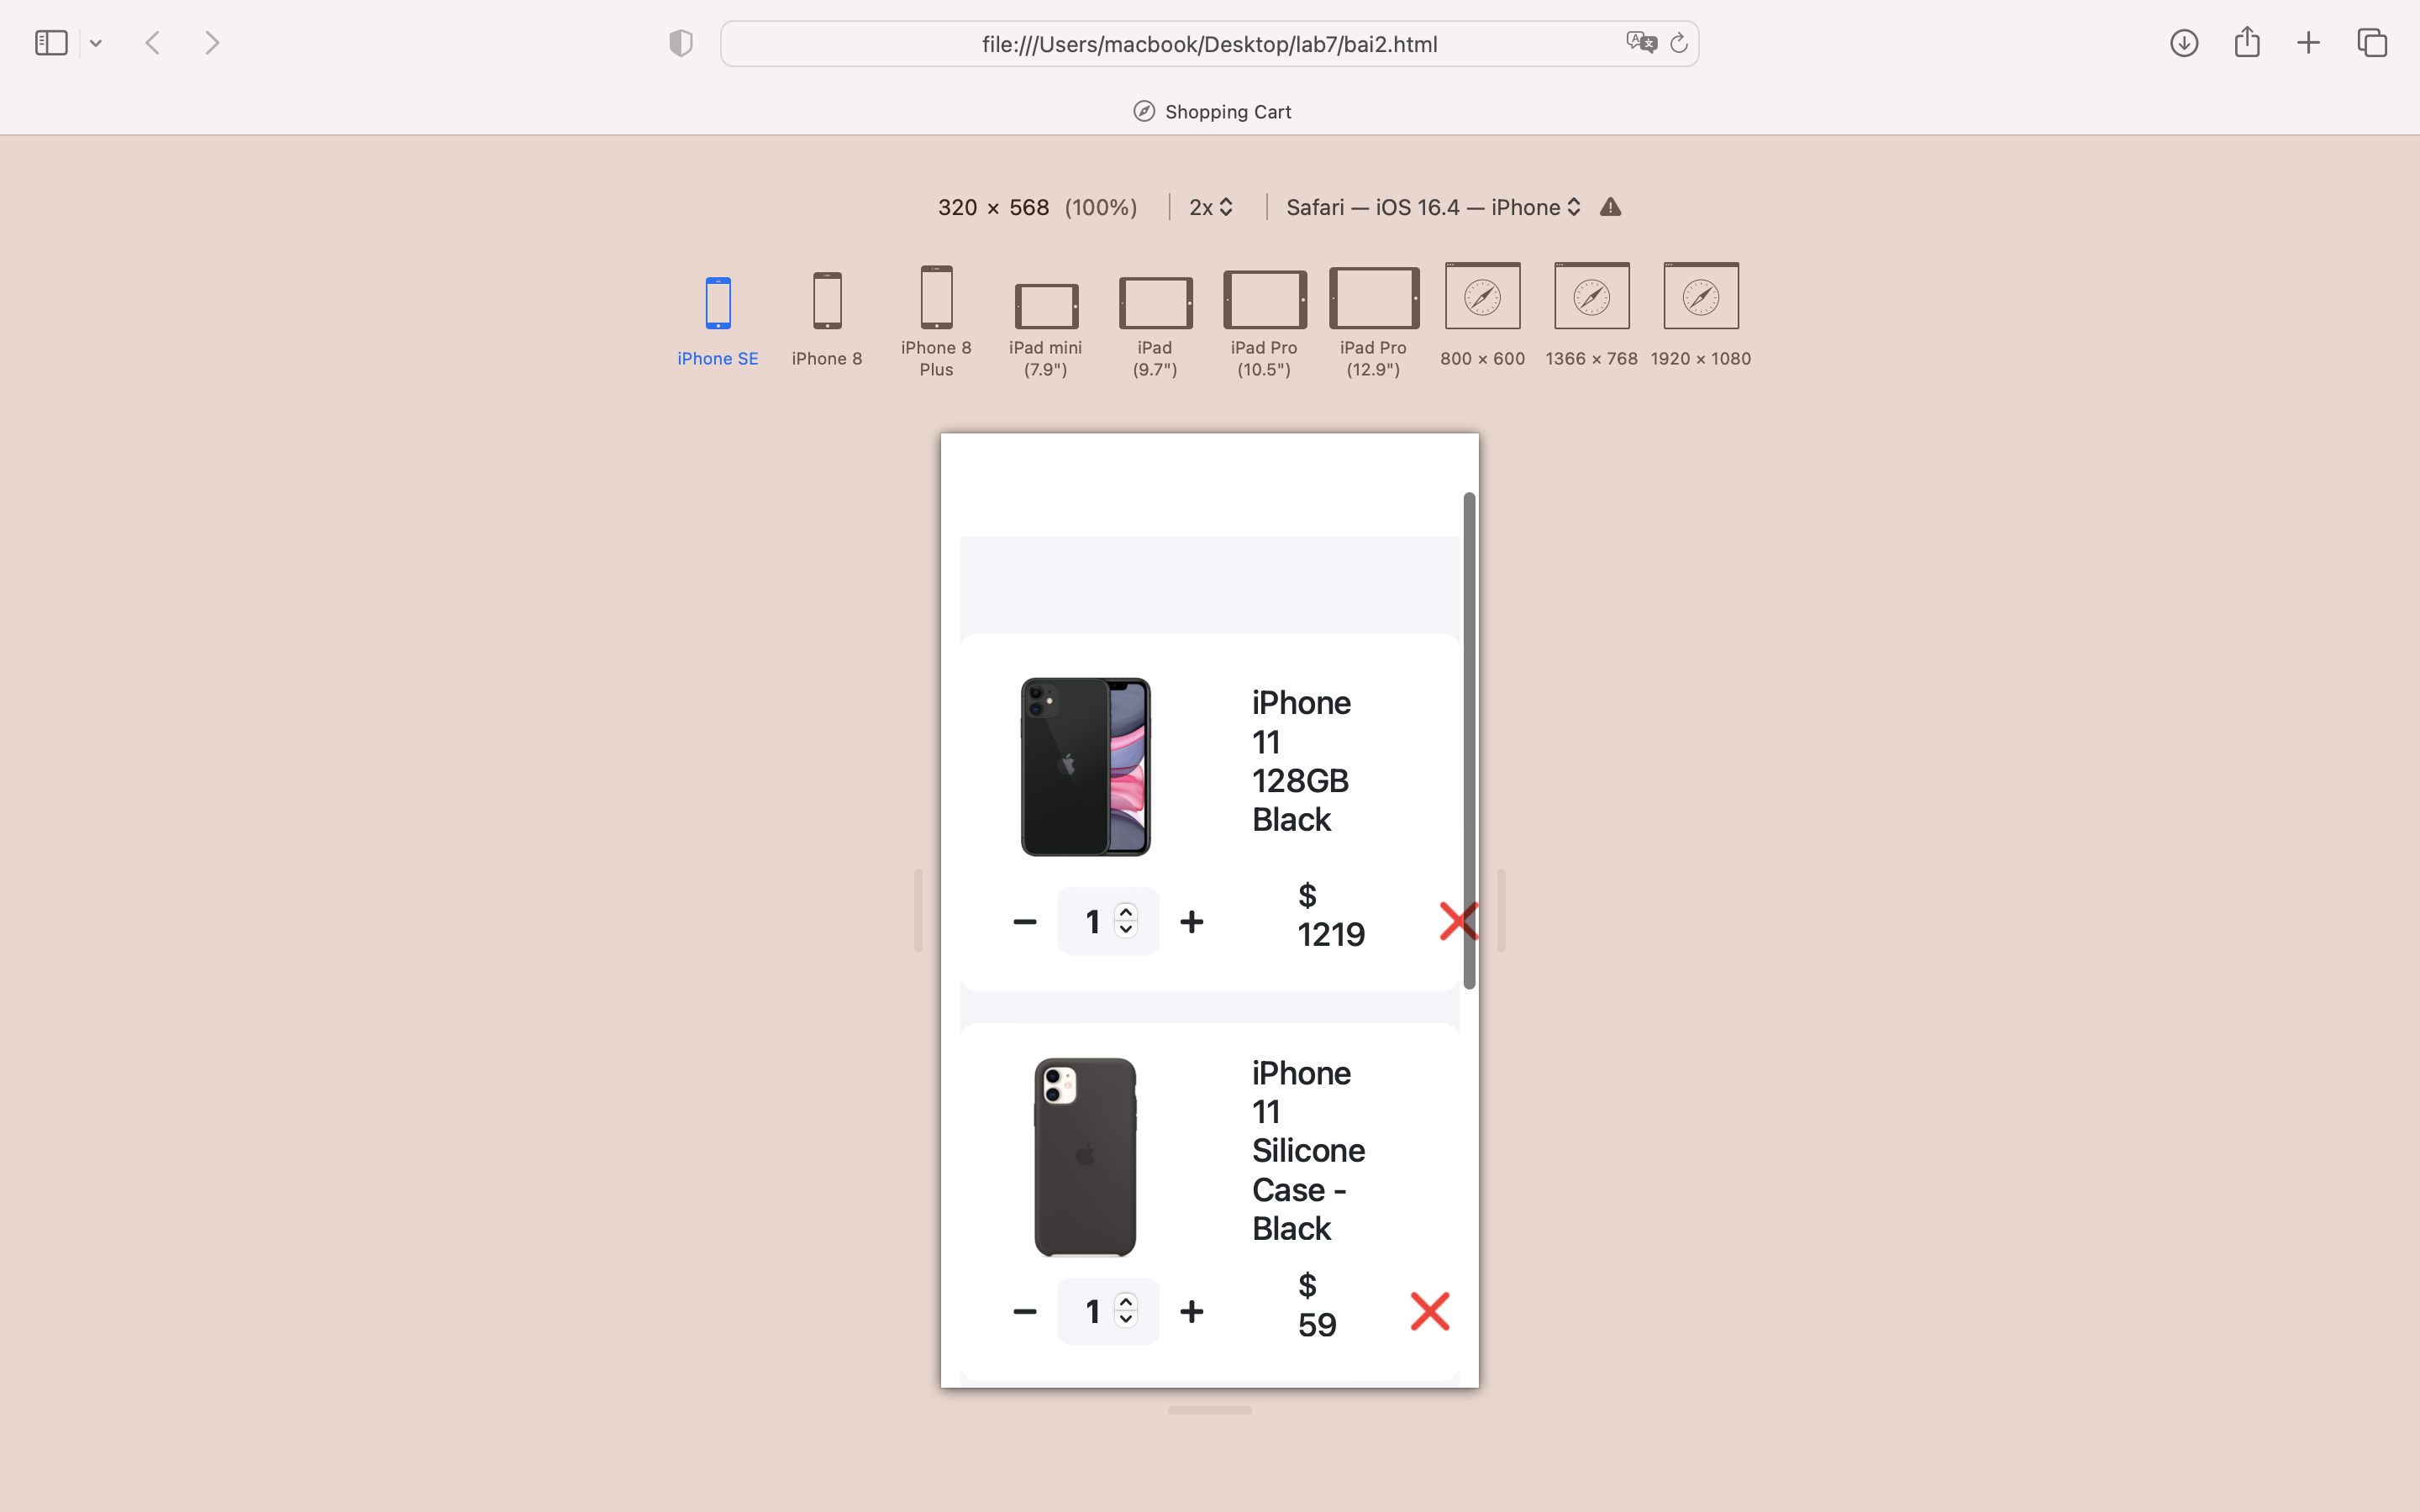 file:///Users/macbook/Desktop/lab7/bai2.html
Shopping Cart
320 × 568 (100%) 2x Safari — iOS 16.4 — iPhone
iPhone SE
iPhone 8
iPhone 8
Plus
iPad mini
(7.9")
iPad
(9.7")
iPad Pro
(10.5")
iPad Pro
(12.9")
800 × 600
1366 × 768
1920 × 1080
iPhone
11
128GB
Black
− 1 +
$
1219
iPhone
11
Silicone
Case -
Black
− 1 +
$
59